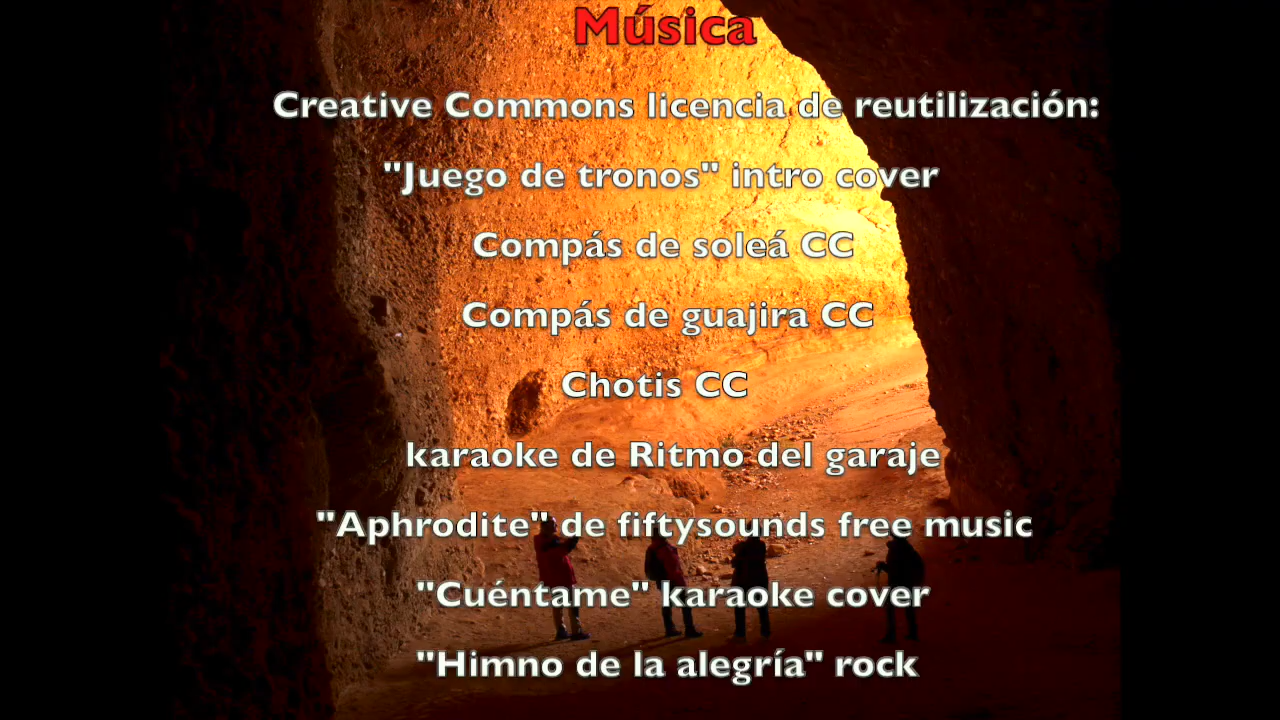 Música
Creative Commons licencia de reutilización:
"Juego de tronos" intro cover
Compás de soleá CC
Compás de guajira CC
Chotis CC
karaoke de Ritmo del garaje
"Aphrodite" de fiftysounds free music
"Cuéntame" karaoke cover
"Himno de la alegría" rock